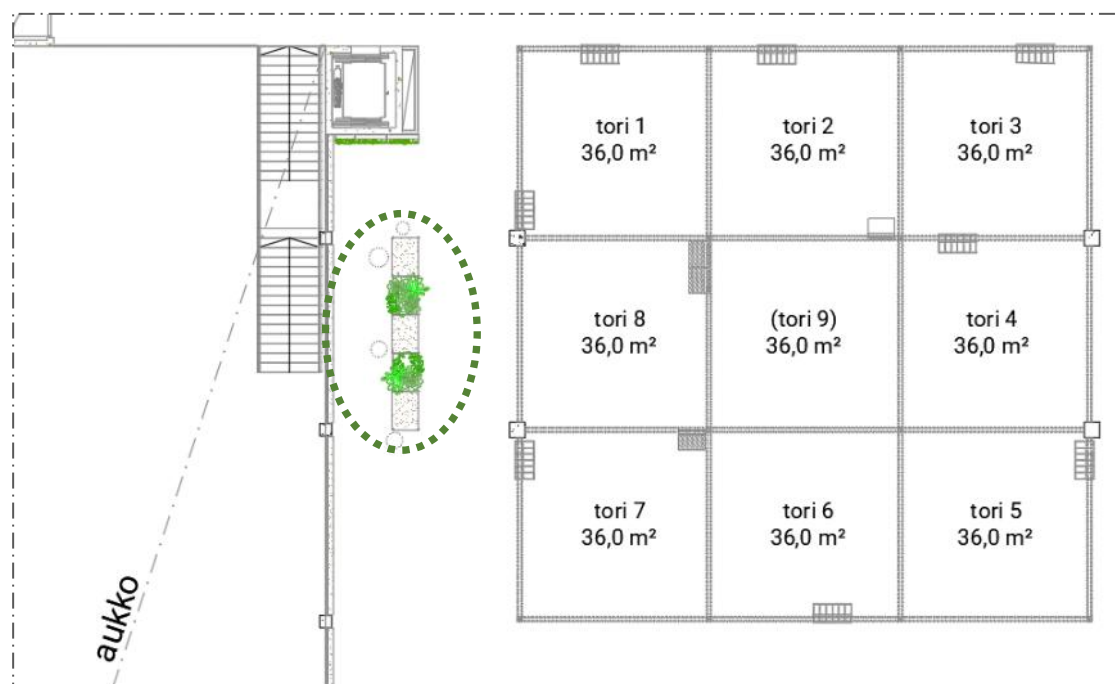 tori 1
36,0 m²
tori 2
36,0 m²
tori 3
36,0 m²
tori 8
36,0 m²
(tori 9)
36,0 m²
tori 4
36,0 m²
tori 7
36,0 m²
tori 6
36,0 m²
tori 5
36,0 m²
aukko